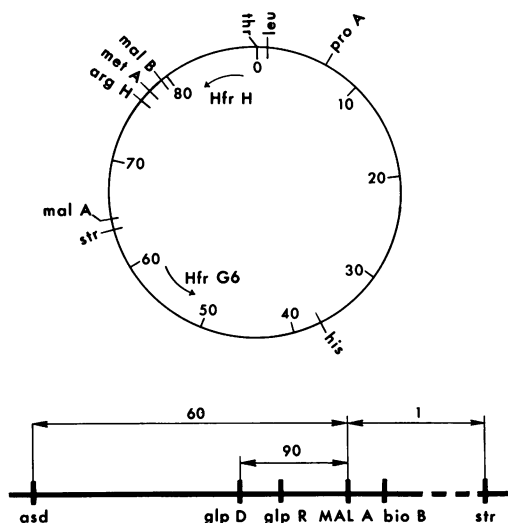 thr
leu
pro A
mal B
met A
arg H
0
80
10
Hfr H
70
20
mal A
str
60
30
Hfr G6
50
40
his
60
1
90
asd
glp D
glp R
MAL A
bio B
str